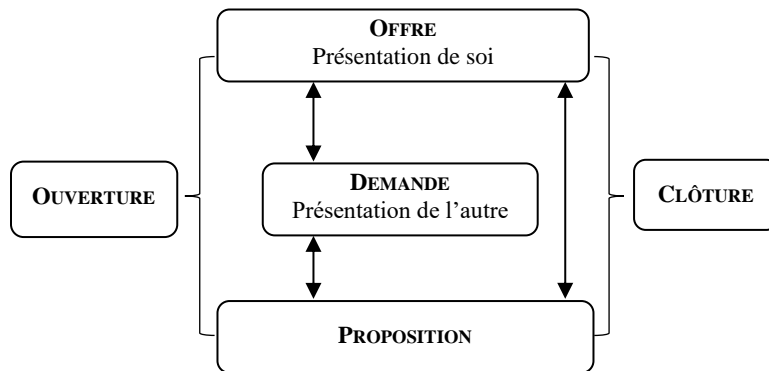 OFFRE
Présentation de soi
OUVERTURE
DEMANDE
Présentation de l’autre
CLÔTURE
PROPOSITION